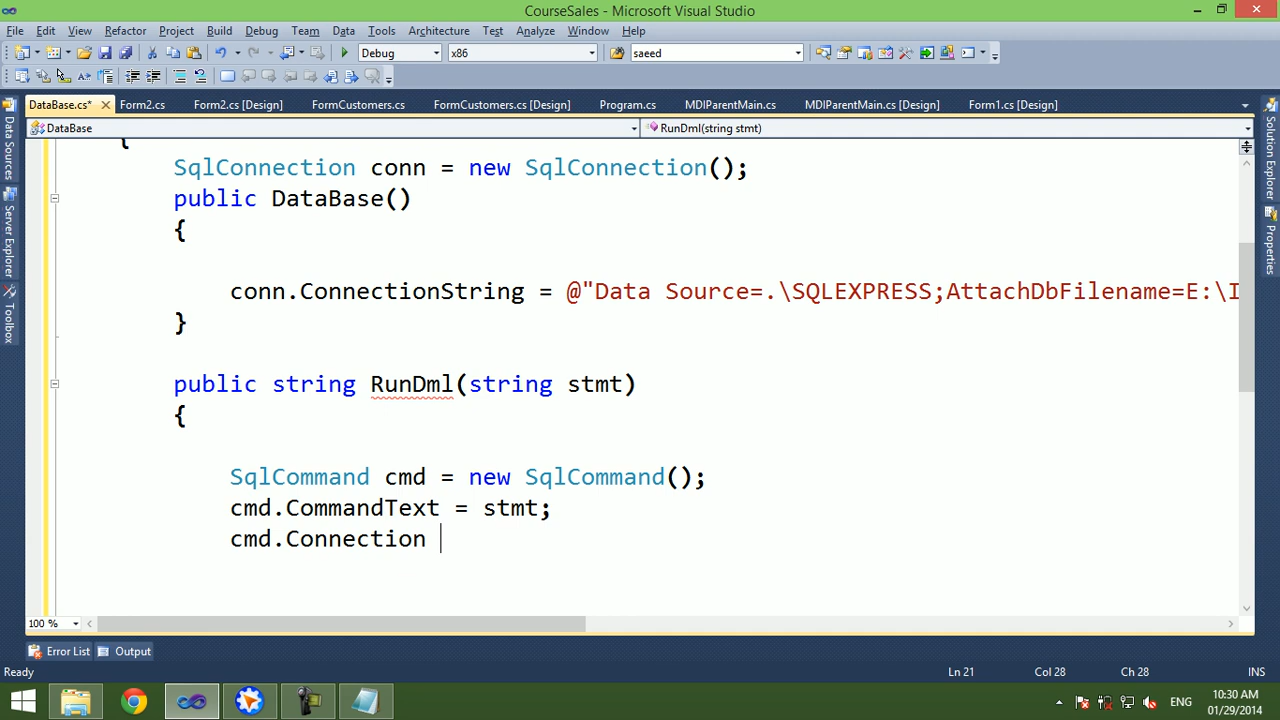 CourseSales - Microsoft Visual Studio
File Edit View Refactor Project Build Debug Team Data Tools Architecture Test Analyze Window Help
Debug x86 saeed
DataBase.cs* Form2.cs Form2.cs [Design] FormCustomers.cs FormCustomers.cs [Design] Program.cs MDIParentMain.cs MDIParentMain.cs [Design] Form1.cs [Design]
DataBase RunDml(string stmt)
Data Sources
Server Explorer
Toolbox
Solution Explorer
Properties
{
SqlConnection conn = new SqlConnection();
public DataBase()
{
conn.ConnectionString = @"Data Source=.\SQLEXPRESS;AttachDbFilename=E:\I
}
public string RunDml(string stmt)
{
SqlCommand cmd = new SqlCommand();
cmd.CommandText = stmt;
cmd.Connection
100 %
Error List Output
Ready Ln 21 Col 28 Ch 28 INS
ENG 10:30 AM
01/29/2014